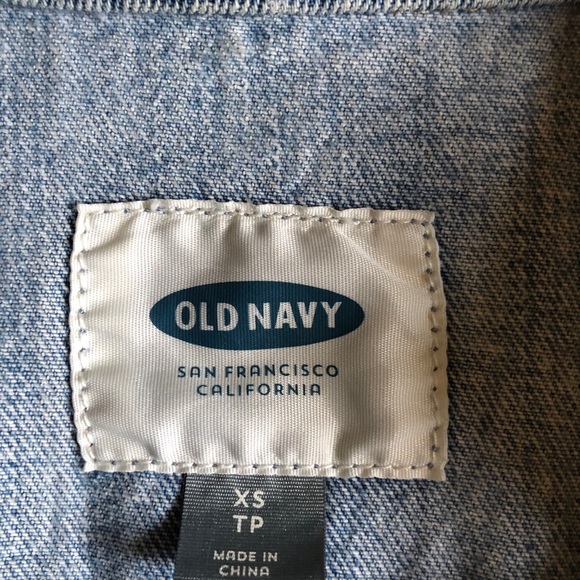 OLD NAVY
SAN FRANCISCO
CALIFORNIA
XS
TP
MADE IN
CHINA